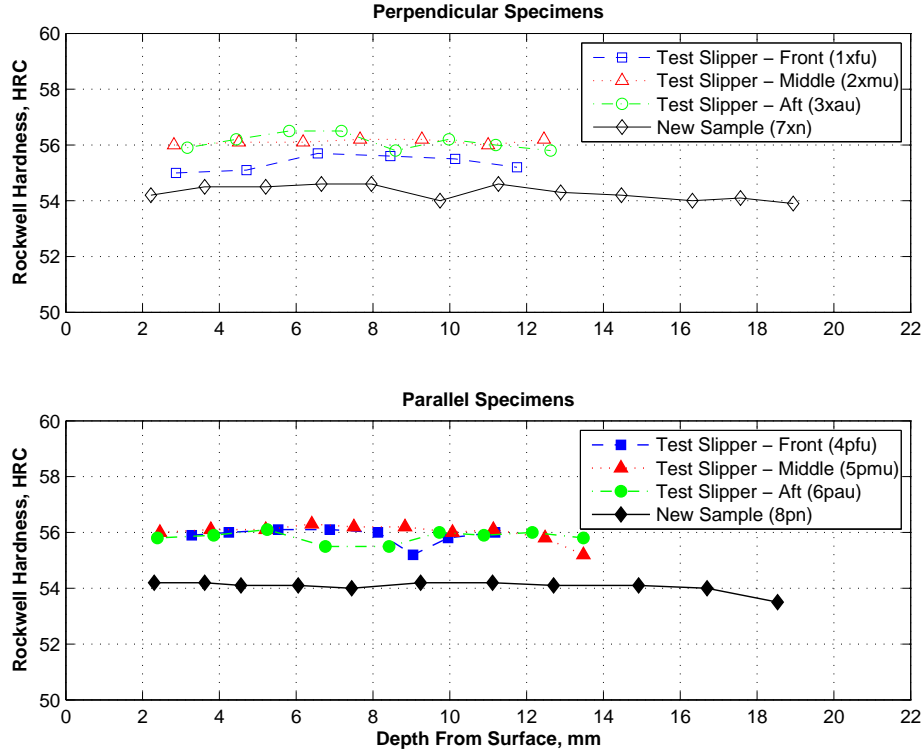 Perpendicular Specimens
Rockwell Hardness, HRC
60
58
56
54
52
50
0 2 4 6 8 10 12 14 16 18 20 22
Test Slipper – Front (1xfu)
Test Slipper – Middle (2xmu)
Test Slipper – Aft (3xau)
New Sample (7xn)
Parallel Specimens
Rockwell Hardness, HRC
60
58
56
54
52
50
0 2 4 6 8 10 12 14 16 18 20 22
Test Slipper – Front (4pfu)
Test Slipper – Middle (5pmu)
Test Slipper – Aft (6pau)
New Sample (8pn)
Depth From Surface, mm